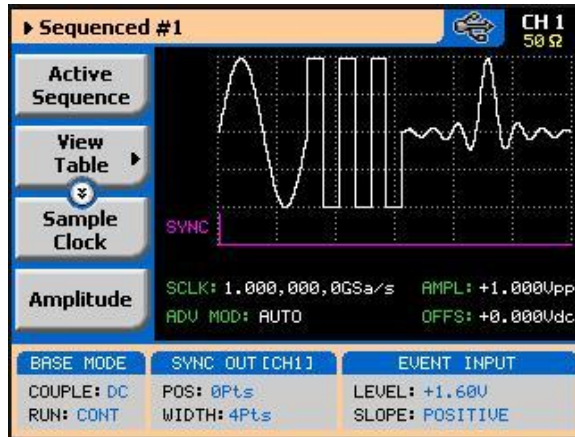 Sequenced #1
CH 1
50 Ω
Active
Sequence
View
Table
Sample
Clock
Amplitude
SYNC
SCLK: 1.000,000,0GSa/s AMPL: +1.000Vpp
ADV MOD: AUTO OFFS: +0.000Vdc
BASE MODE SYNC OUT [CH1] EVENT INPUT
COUPLE: DC POS: 0Pts LEVEL: +1.60V
RUN: CONT WIDTH: 4Pts SLOPE: POSITIVE